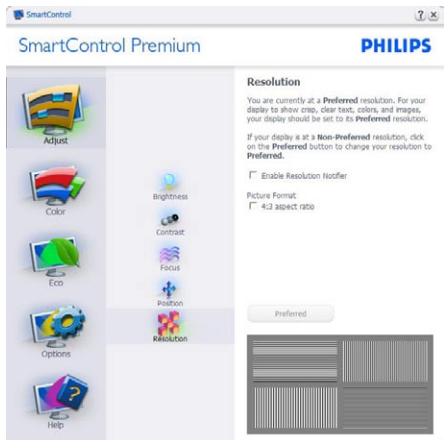 SmartControl
SmartControl Premium
PHILIPS
Adjust
Color
Eco
Options
Help
Brightness
Contrast
Focus
Position
Resolution
Resolution
You are currently at a Preferred resolution. For your
display to show crisp, clear text, colors, and images,
your display should be set to its Preferred resolution.
If your display is at a Non-Preferred resolution, click
on the Preferred button to change your resolution to
Preferred.
Enable Resolution Notifier
Picture Format
4:3 aspect ratio
Preferred